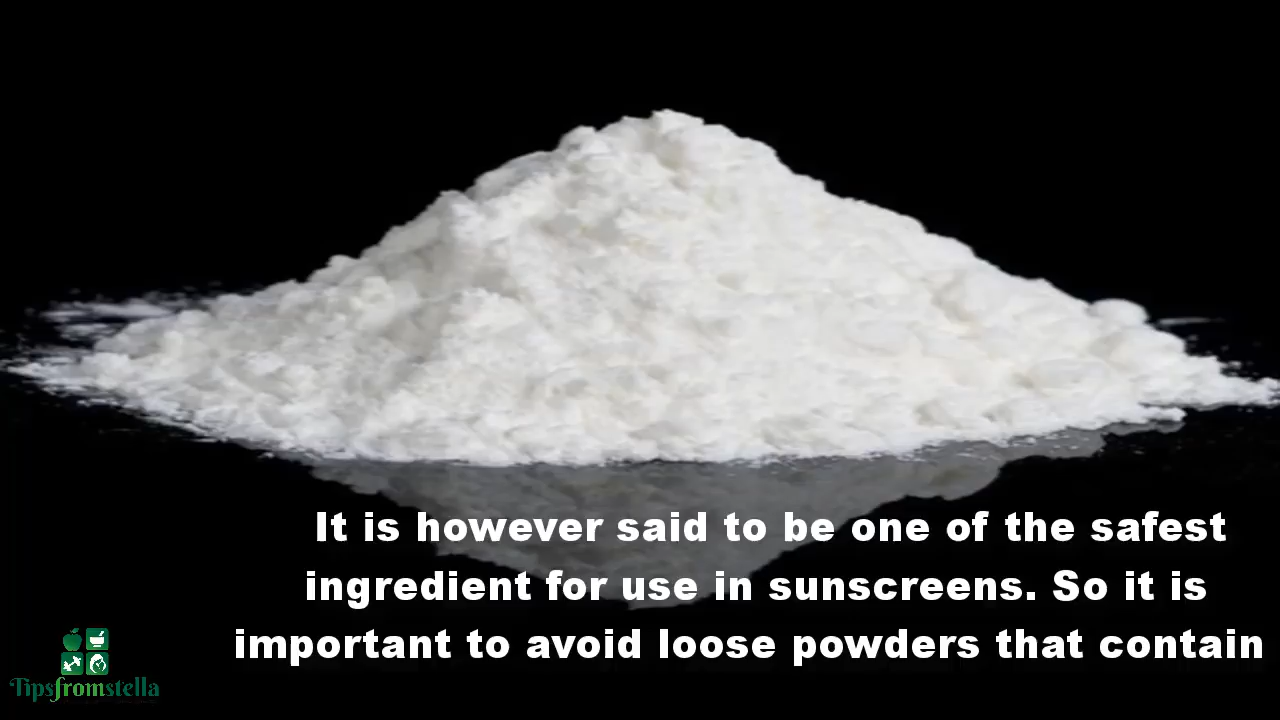 It is however said to be one of the safest
ingredient for use in sunscreens. So it is
important to avoid loose powders that contain
Tipsfromstella